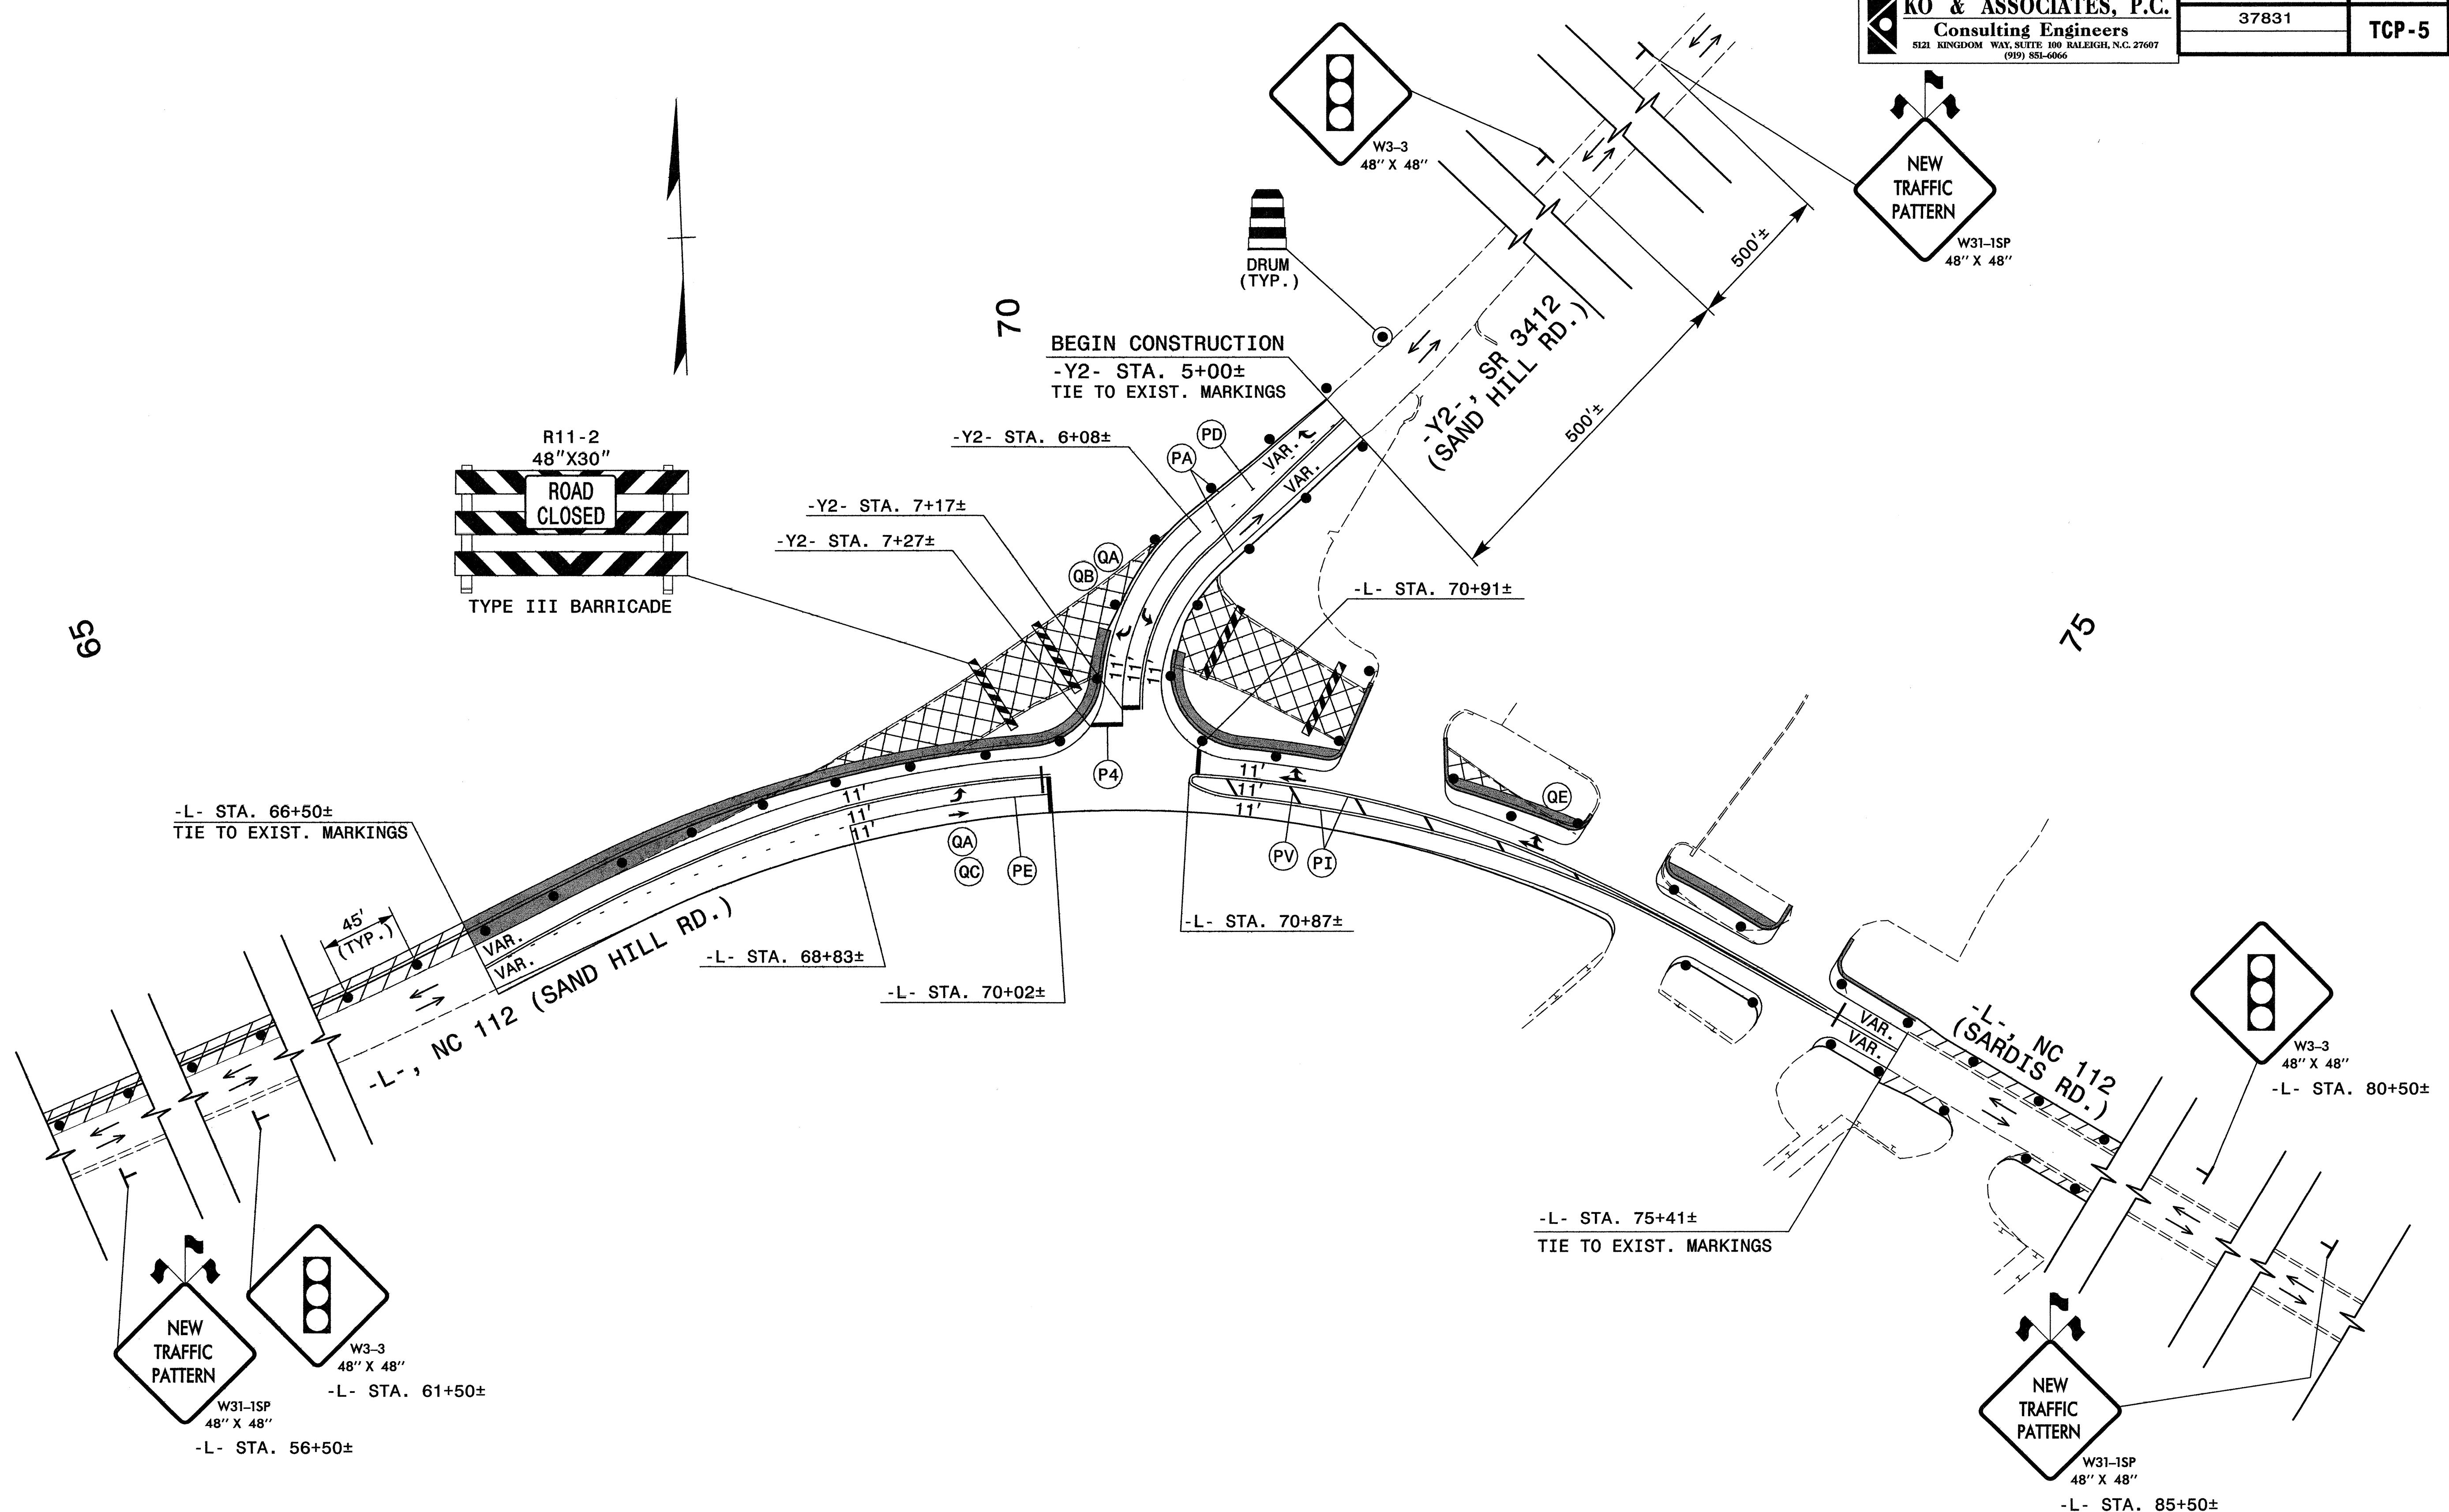 KO & ASSOCIATES, P.C.
Consulting Engineers
5121 KINGDOM WAY, SUITE 100 RALEIGH, N.C. 27607
(919) 851-6066
37831
TCP-5
W3-3
48" X 48"
NEW
TRAFFIC
PATTERN
W31-1SP
48" X 48"
DRUM
(TYP.)
500'±
500'±
70
BEGIN CONSTRUCTION
-Y2- STA. 5+00±
TIE TO EXIST. MARKINGS
-Y2-, SR 3412
(SAND HILL RD.)
R11-2
48"X30"
ROAD
CLOSED
TYPE III BARRICADE
-Y2- STA. 6+08±
PD
PA
VAR.
VAR.
-Y2- STA. 7+17±
-Y2- STA. 7+27±
QA
QB
-L- STA. 70+91±
65
75
11'
11'
11'
P4
11'
11'
11'
11'
11'
11'
QE
-L- STA. 66+50±
TIE TO EXIST. MARKINGS
QA
QC
PE
PV
PI
45'
(TYP.)
VAR.
VAR.
-L- STA. 68+83±
-L- STA. 70+87±
-L- STA. 70+02±
-L-, NC 112 (SAND HILL RD.)
VAR.
VAR.
-L-, NC 112
(SARDIS RD.)
W3-3
48" X 48"
-L- STA. 80+50±
-L- STA. 75+41±
TIE TO EXIST. MARKINGS
NEW
TRAFFIC
PATTERN
W31-1SP
48" X 48"
-L- STA. 56+50±
W3-3
48" X 48"
-L- STA. 61+50±
NEW
TRAFFIC
PATTERN
W31-1SP
48" X 48"
-L- STA. 85+50±